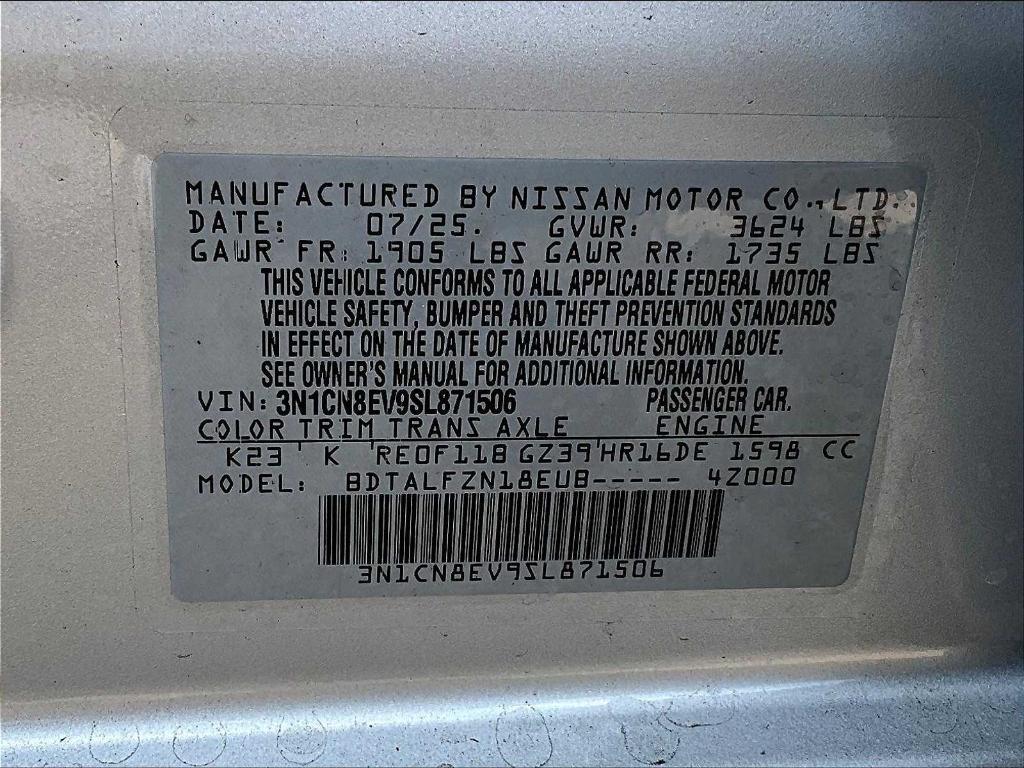 MANUFACTURED BY NISSAN MOTOR CO., LTD.
DATE: 07/25. GVWR: 3624 LBS
GAWR FR: 1905 LBS GAWR RR: 1735 LBS
THIS VEHICLE CONFORMS TO ALL APPLICABLE FEDERAL MOTOR
VEHICLE SAFETY, BUMPER AND THEFT PREVENTION STANDARDS
IN EFFECT ON THE DATE OF MANUFACTURE SHOWN ABOVE.
SEE OWNER'S MANUAL FOR ADDITIONAL INFORMATION.
VIN: 3N1CN8EV9SL871506 PASSENGER CAR.
COLOR TRIM TRANS AXLE ENGINE
K23 ' K 'RE0F11B GZ39'HR16DE 1598 CC
MODEL: BDTALFZN18EUB----- 4Z000
3N1CN8EV9SL871506